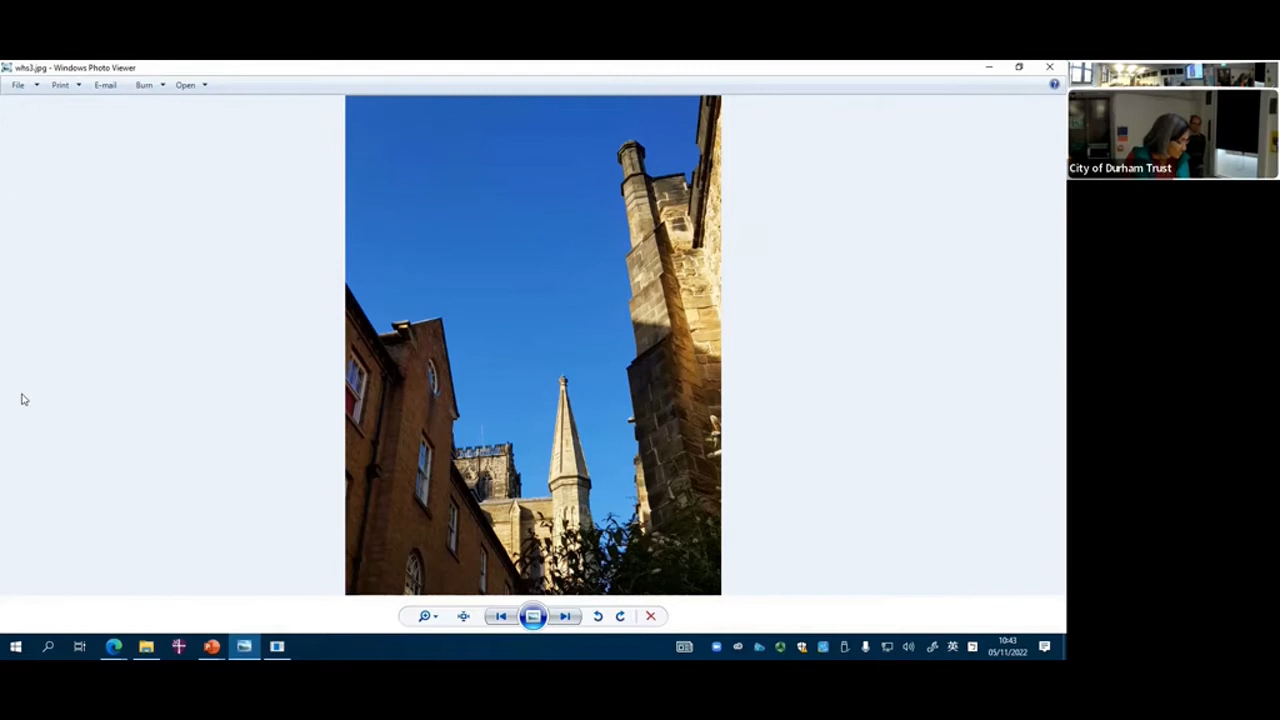 whs3.jpg - Windows Photo Viewer
File Print E-mail Burn Open
City of Durham Trust
英
10:43
05/11/2022